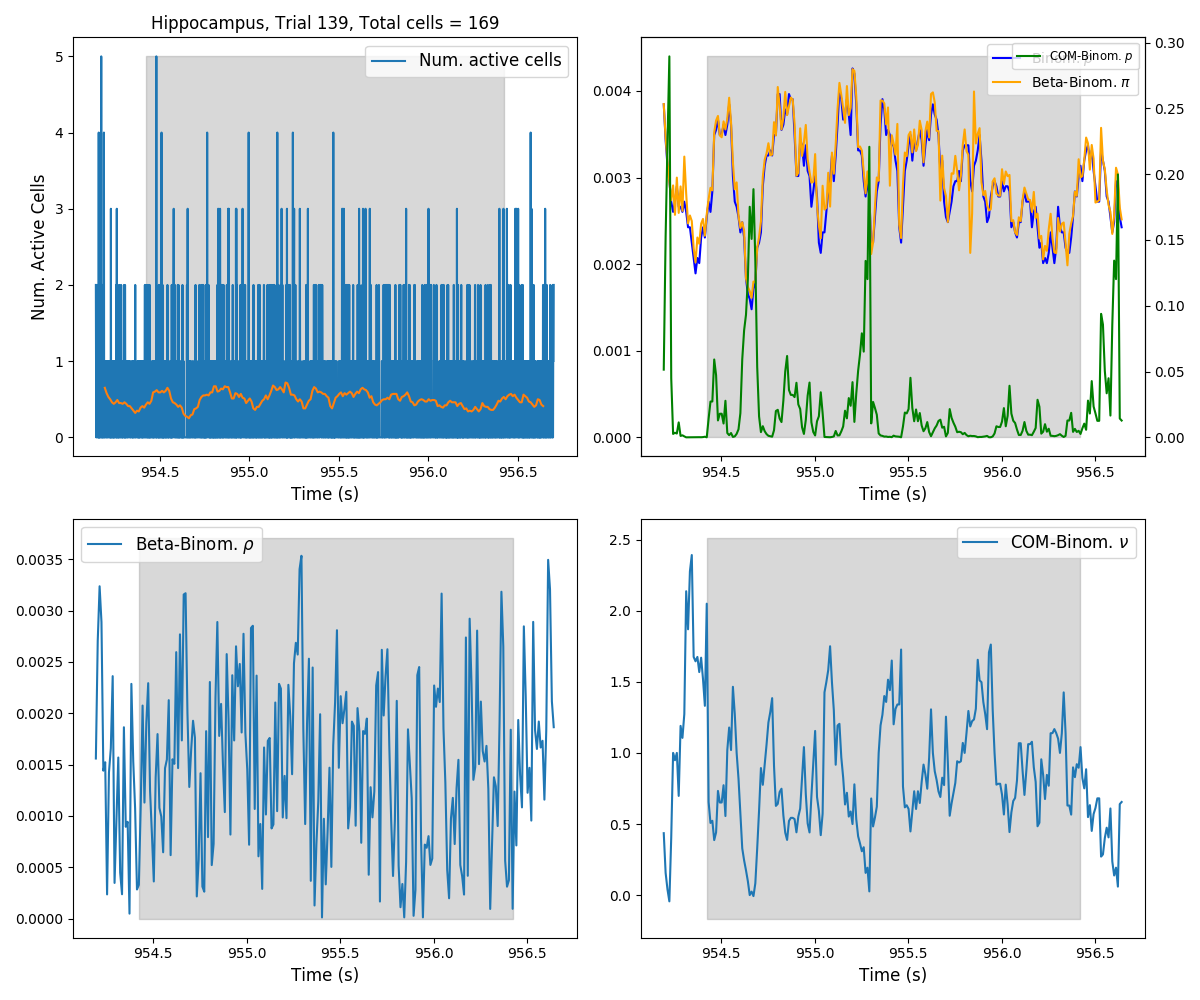 Hippocampus, Trial 139, Total cells = 169
Num. active cells
Num. Active Cells
5
4
3
2
1
0
954.5 955.0 955.5 956.0 956.5
Time (s)
COM-Binom. p
Beta-Binom. π
0.004
0.003
0.002
0.001
0.000
0.30
0.25
0.20
0.15
0.10
0.05
0.00
954.5 955.0 955.5 956.0 956.5
Time (s)
Beta-Binom. ρ
0.0035
0.0030
0.0025
0.0020
0.0015
0.0010
0.0005
0.0000
954.5 955.0 955.5 956.0 956.5
Time (s)
COM-Binom. ν
2.5
2.0
1.5
1.0
0.5
0.0
954.5 955.0 955.5 956.0 956.5
Time (s)